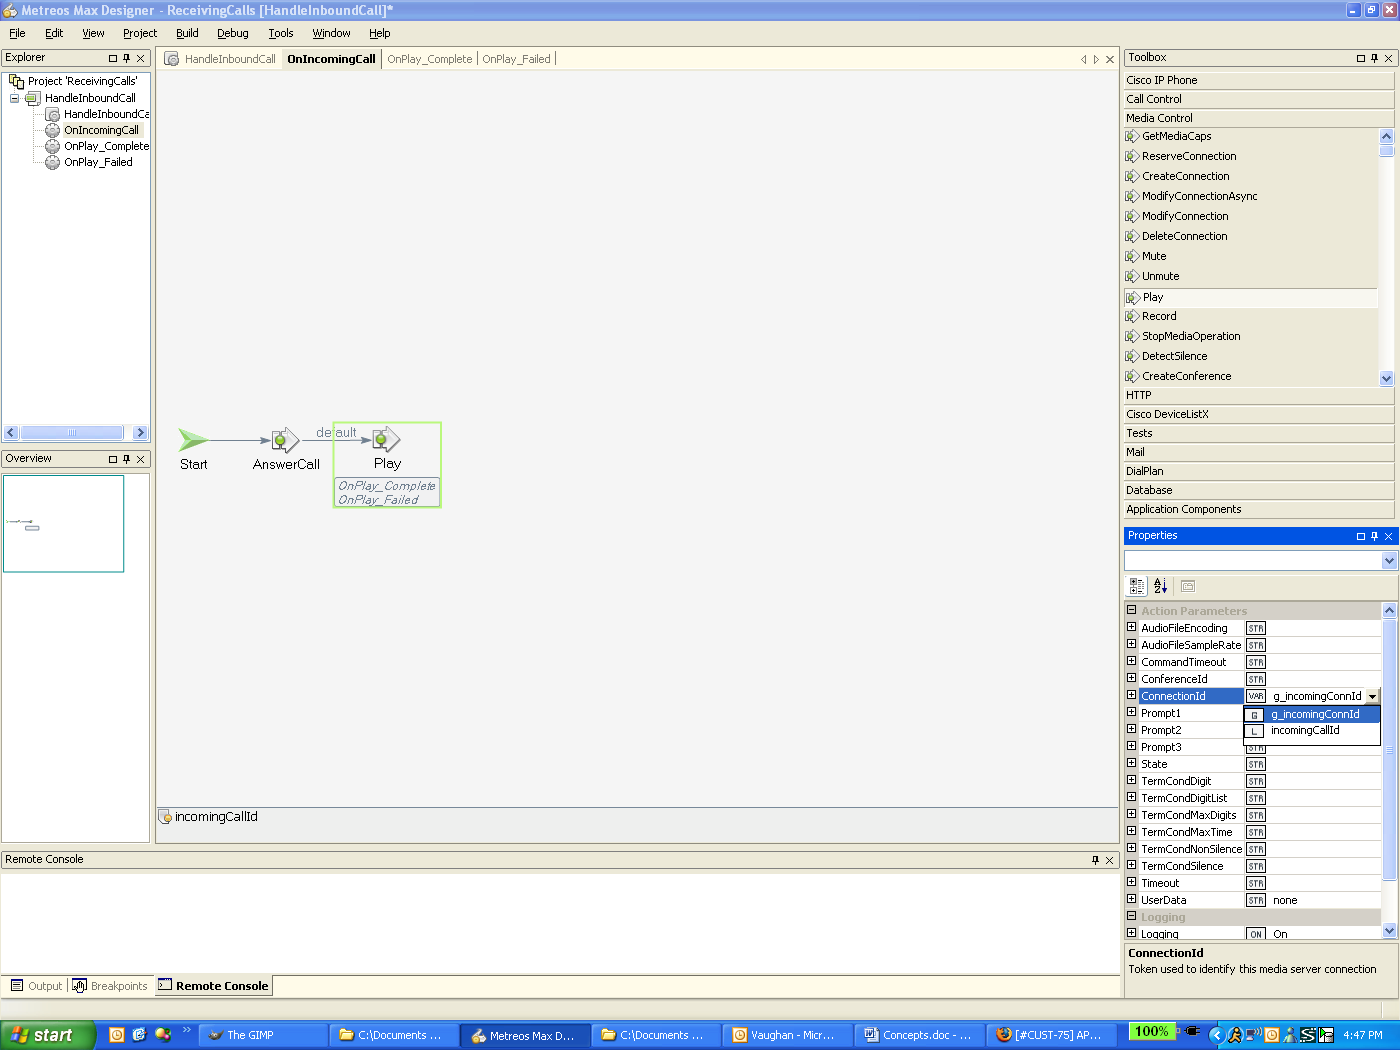 Metreos Max Designer - ReceivingCalls [HandleInboundCall]*
File Edit View Project Build Debug Tools Window Help
Explorer
Project 'ReceivingCalls'
HandleInboundCall
HandleInboundCa
OnIncomingCall
OnPlay_Complete
OnPlay_Failed
Overview
HandleInboundCall OnIncomingCall OnPlay_Complete OnPlay_Failed
Start
AnswerCall
default
Play
OnPlay_Complete
OnPlay_Failed
incomingCallId
Toolbox
Cisco IP Phone
Call Control
Media Control
GetMediaCaps
ReserveConnection
CreateConnection
ModifyConnectionAsync
ModifyConnection
DeleteConnection
Mute
Unmute
Play
Record
StopMediaOperation
DetectSilence
CreateConference
HTTP
Cisco DeviceListX
Tests
Mail
DialPlan
Database
Application Components
Properties
Action Parameters
AudioFileEncoding STR
AudioFileSampleRate STR
CommandTimeout STR
ConferenceId STR
ConnectionId VAR g_incomingConnId
Prompt1 G g_incomingConnId
Prompt2 L incomingCallId
Prompt3 STR
State STR
TermCondDigit STR
TermCondDigitList STR
TermCondMaxDigits STR
TermCondMaxTime STR
TermCondNonSilence STR
TermCondSilence STR
Timeout STR
UserData STR none
Logging
Logging ON On
ConnectionId
Token used to identify this media server connection
Remote Console
Output Breakpoints Remote Console
start The GIMP C:\Documents ... Metreos Max D... C:\Documents ... Vaughan - Micr... Concepts.doc - ... [#CUST-75] AP... 100% 4:47 PM